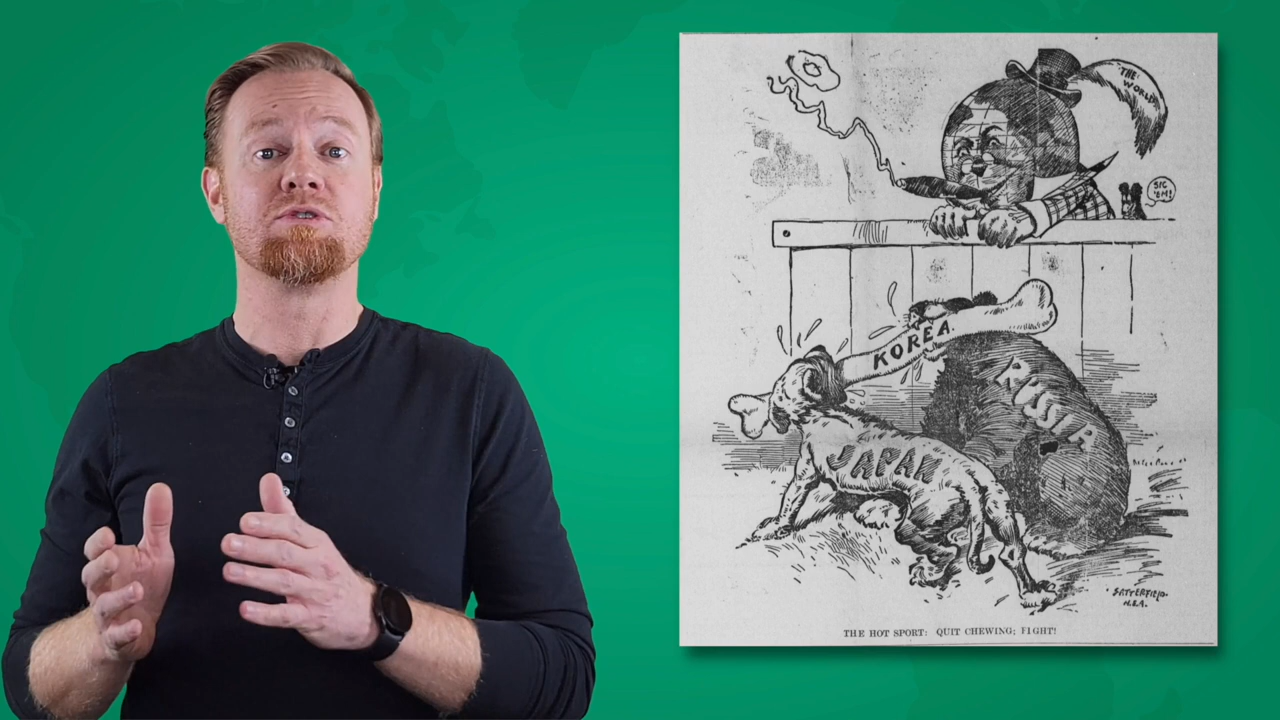 THE
WORLD
SIC
'EM!
KOREA
RUSSIA
JAPAN
SATTERFIELD
N.E.A.
THE HOT SPORT: QUIT CHEWING; FIGHT!